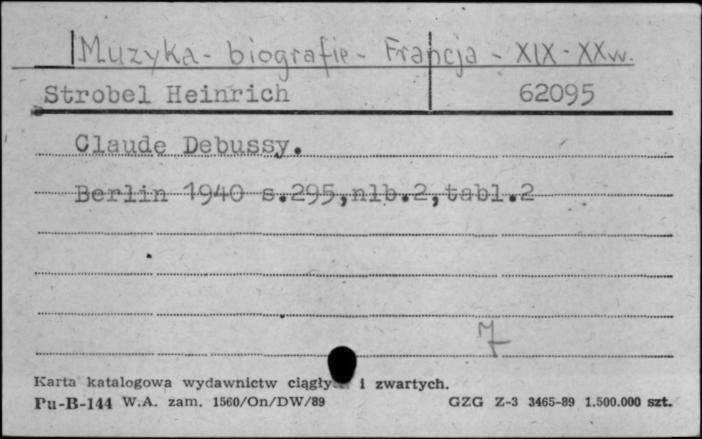 Muzyka - biografie - Francja - XIX - XXw.
Strobel Heinrich 62095
Claude Debussy.
Berlin 1940 s.295,nlb.2,tabl.2
7
Karta katalogowa wydawnictw i zwartych.
Pu-B-144 W.A. zam. 1560/On/DW/89 GZG Z-3 3465-89 1.500.000 szt.